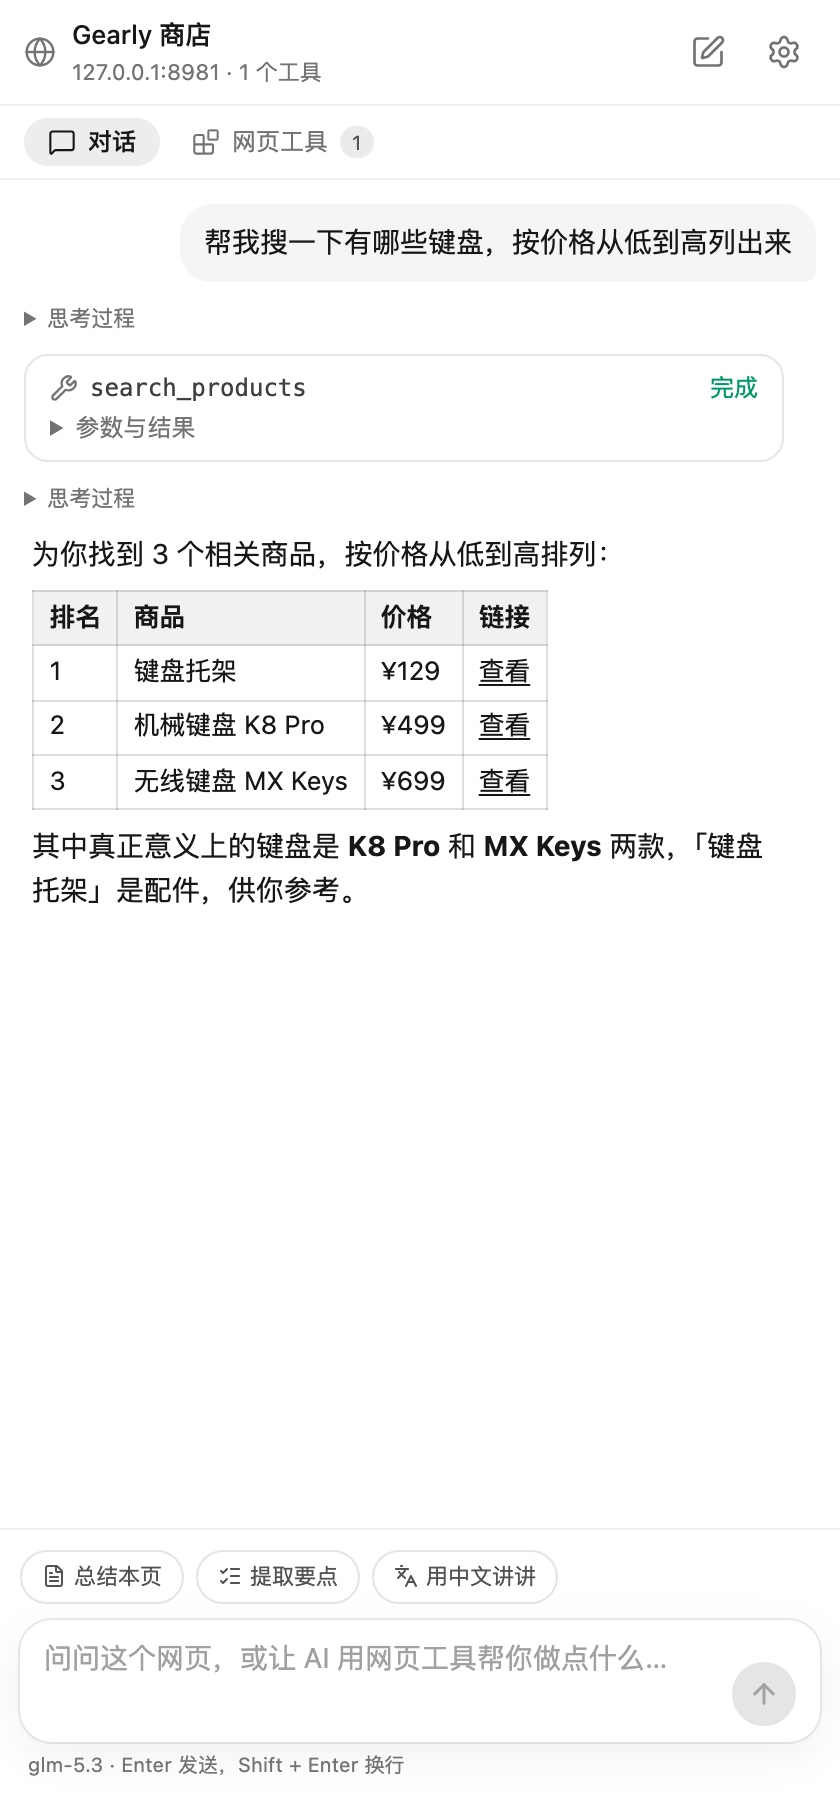 Gearly 商店
127.0.0.1:8981 · 1 个工具
对话
网页工具 1
帮我搜一下有哪些键盘，按价格从低到高列出来
思考过程
search_products 完成
参数与结果
思考过程
为你找到 3 个相关商品，按价格从低到高排列：
排名 商品 价格 链接
1 键盘托架 ¥129 查看
2 机械键盘 K8 Pro ¥499 查看
3 无线键盘 MX Keys ¥699 查看
其中真正意义上的键盘是 K8 Pro 和 MX Keys 两款，「键盘
托架」是配件，供你参考。
总结本页 提取要点 用中文讲讲
问问这个网页，或让 AI 用网页工具帮你做点什么...
glm-5.3 · Enter 发送，Shift + Enter 换行